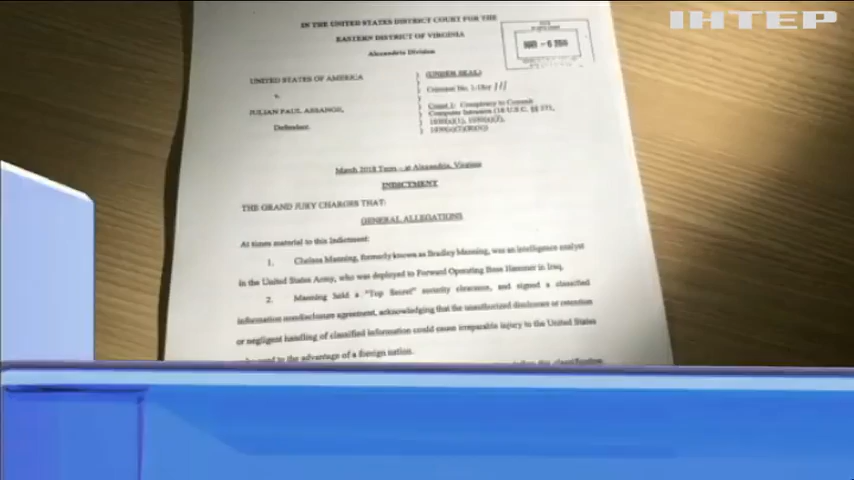 ІНТЕР
IN THE UNITED STATES DISTRICT COURT FOR THE
EASTERN DISTRICT OF VIRGINIA
Alexandria Division
UNITED STATES OF AMERICA
v.
JULIAN PAUL ASSANGE,
Defendant.
)
)
)
)
)
)
(UNDER SEAL)
Criminal No. 1:18cr 111
Count 1: Conspiracy to Commit
Computer Intrusion (18 U.S.C. §§ 371,
March 2018 Term – at Alexandria, Virginia
INDICTMENT
THE GRAND JURY CHARGES THAT:
GENERAL ALLEGATIONS
At times material to this Indictment:
1. Chelsea Manning, formerly known as Bradley Manning, was an intelligence analyst
in the United States Army, who was deployed to Forward Operating Base Hammer in Iraq.
2. Manning held a "Top Secret" security clearance, and signed a classified
information nondisclosure agreement, acknowledging that the unauthorized disclosure or retention
or negligent handling of classified information could cause irreparable injury to the United States
used to the advantage of a foreign nation.